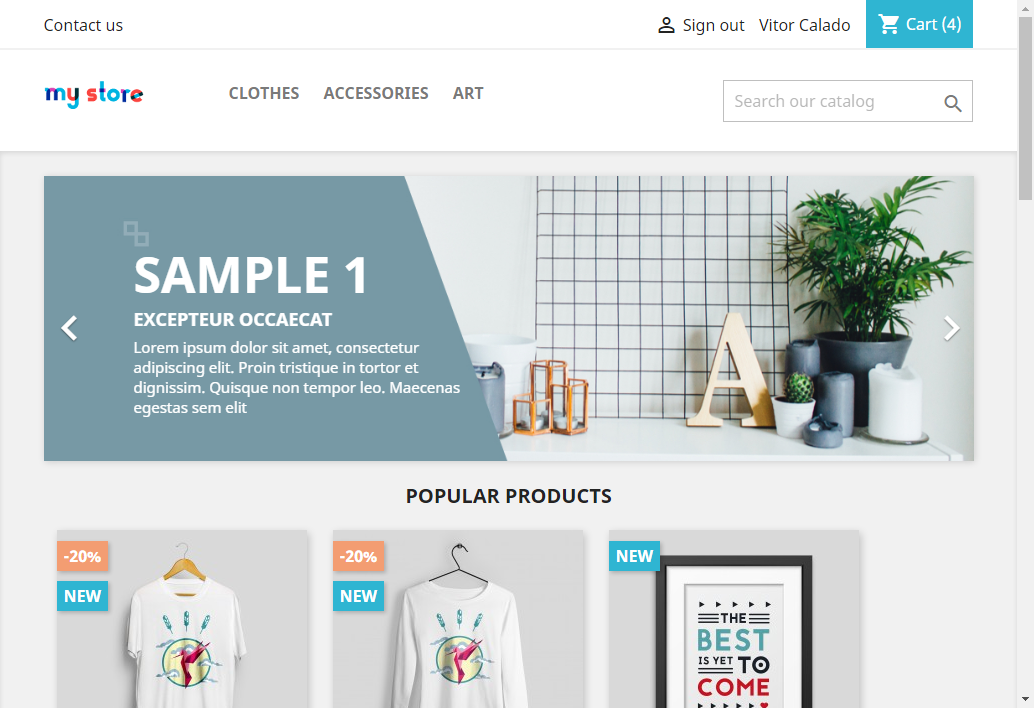 Contact us
Sign out
Vitor Calado
Cart (4)
my store
CLOTHES
ACCESSORIES
ART
Search our catalog
SAMPLE 1
EXCEPTEUR OCCAECAT
Lorem ipsum dolor sit amet, consectetur
adipiscing elit. Proin tristique in tortor et
dignissim. Quisque non tempor leo. Maecenas
egestas sem elit
A
POPULAR PRODUCTS
-20%
NEW
-20%
NEW
NEW
THE
BEST
IS YET TO
COME